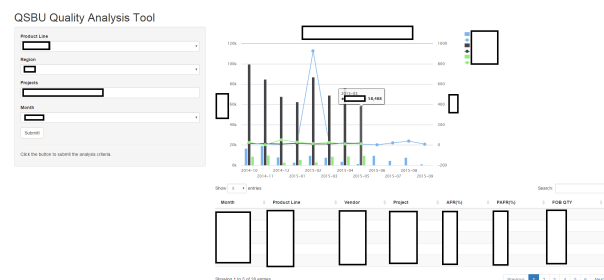 QSBU Quality Analysis Tool
Product Line
Region
Projects
Month
Submit!
Click the button to submit the analysis criteria.
120k
100k
80k
60k
40k
20k
0k
1000
800
600
400
200
0
-200
2015-03
2014-10 2014-12 2015-02 2015-04 2015-06 2015-08
2014-11 2015-01 2015-03 2015-05 2015-07 2015-09
Show 5 entries
Search:
Month Product Line Vendor Project AFR(%) PAFR(%) FOB QTY
Showing 1 to 5 of 28 entries
Previous 1 2 3 4 5 6 Next